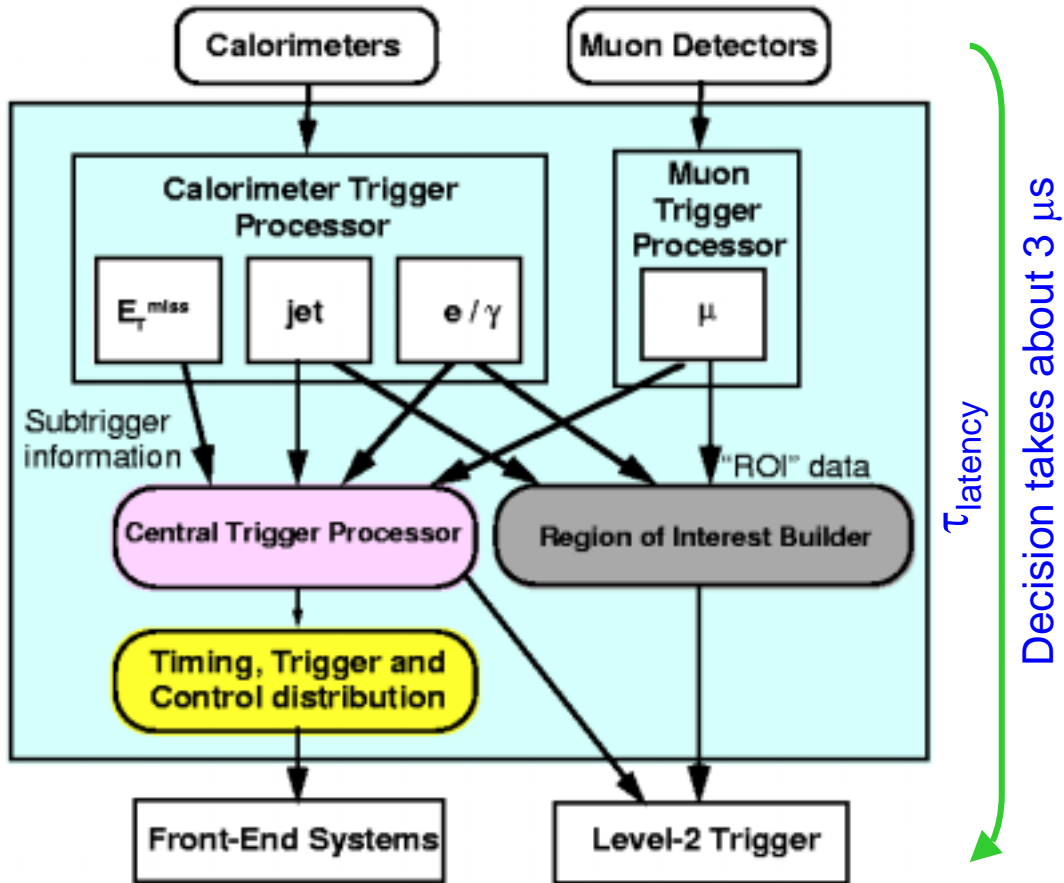 Calorimeters
Muon Detectors
Calorimeter Trigger
Processor
Muon
Trigger
Processor
E_T^miss
jet
e / γ
μ
Subtrigger
information
"ROI" data
Central Trigger Processor
Region of Interest Builder
Timing, Trigger and
Control distribution
Front-End Systems
Level-2 Trigger
τlatency
Decision takes about 3 μs